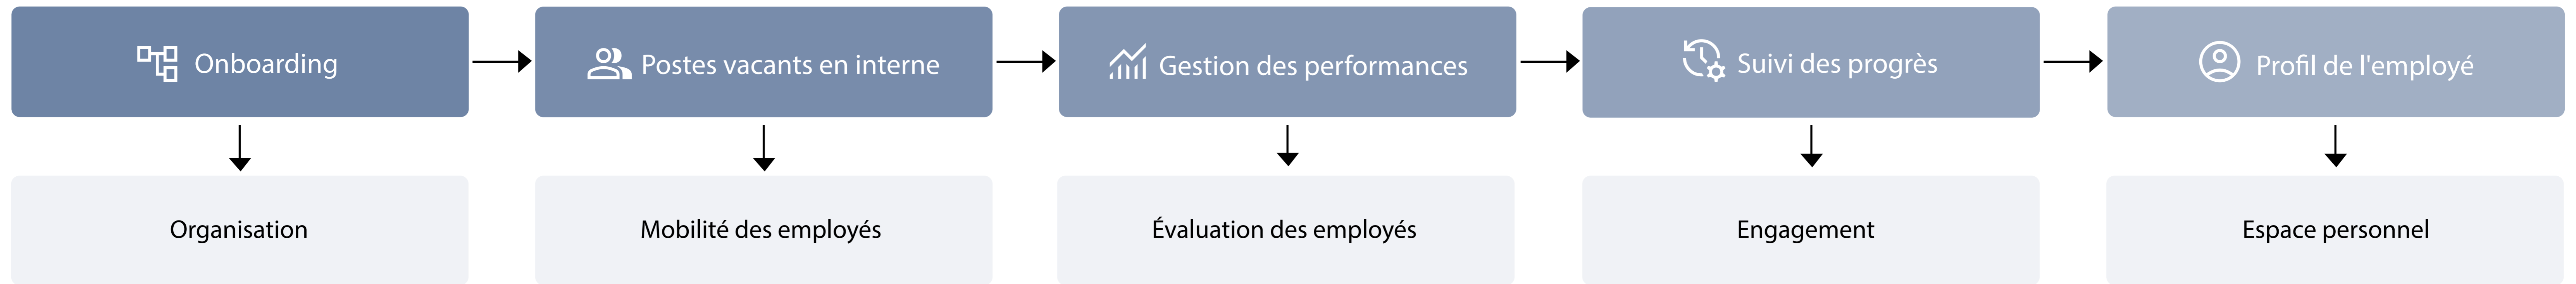 Onboarding
Postes vacants en interne
Gestion des performances
Suivi des progrès
Profil de l'employé
Organisation
Mobilité des employés
Évaluation des employés
Engagement
Espace personnel